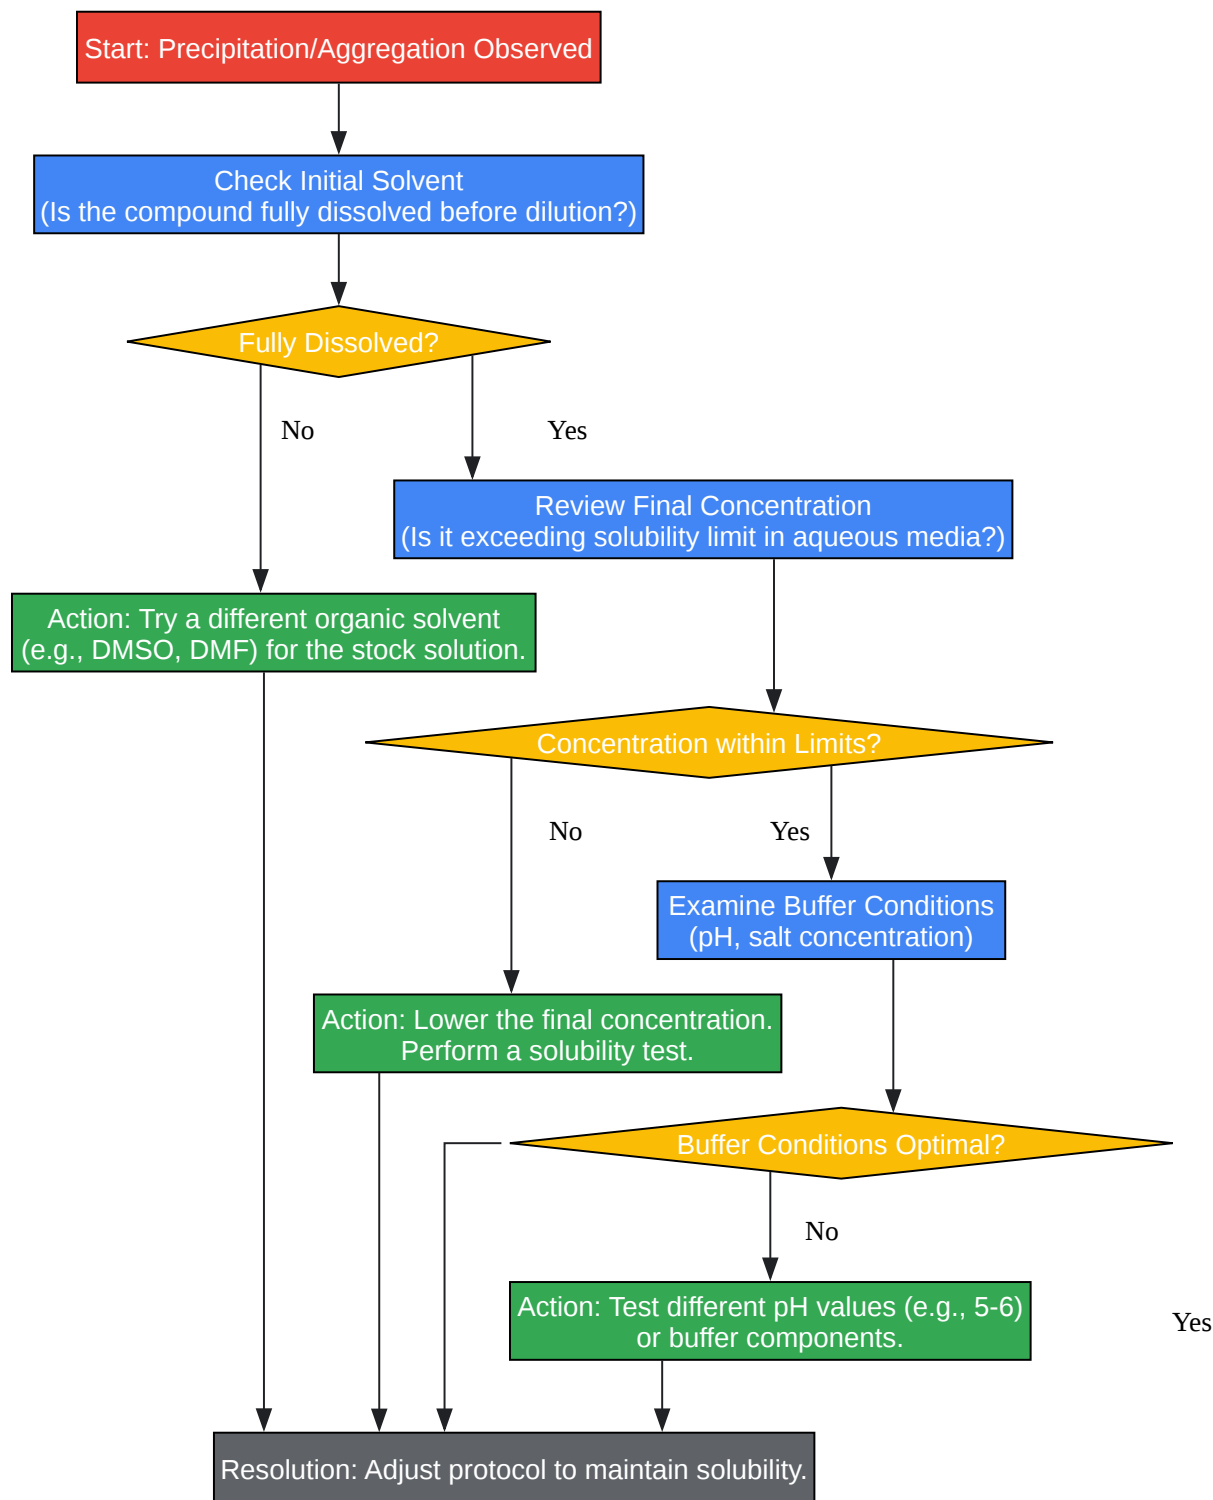 Start: Precipitation/Aggregation Observed
Check Initial Solvent
(Is the compound fully dissolved before dilution?)
Fully Dissolved?
No
Yes
Review Final Concentration
(Is it exceeding solubility limit in aqueous media?)
Action: Try a different organic solvent
(e.g., DMSO, DMF) for the stock solution.
Concentration within Limits?
No
Yes
Examine Buffer Conditions
(pH, salt concentration)
Action: Lower the final concentration.
Perform a solubility test.
Buffer Conditions Optimal?
No
Action: Test different pH values (e.g., 5-6)
or buffer components.
Yes
Resolution: Adjust protocol to maintain solubility.